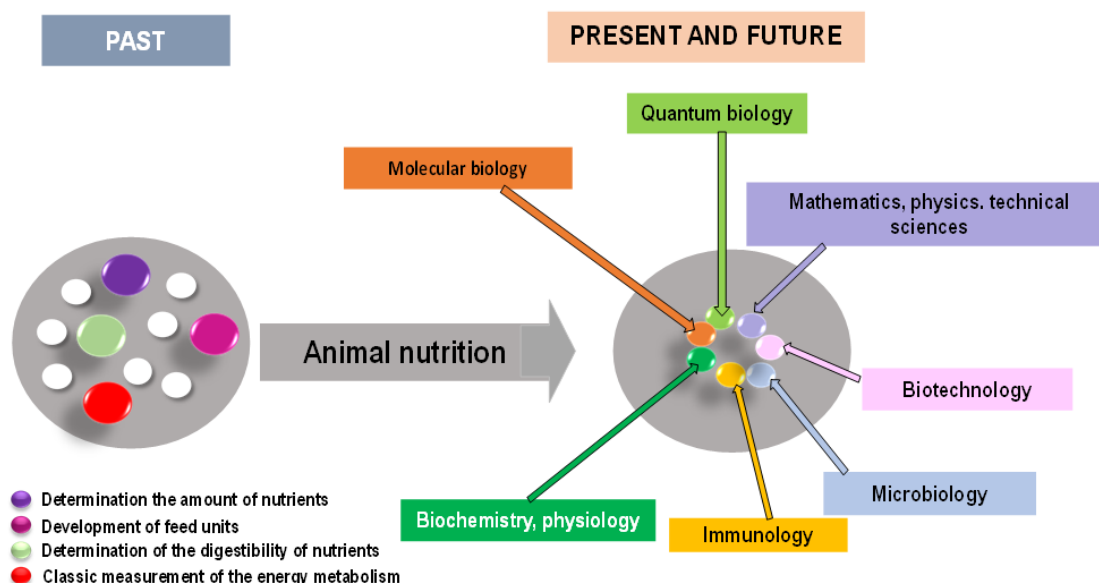 PAST
PRESENT AND FUTURE
Quantum biology
Molecular biology
Mathematics, physics. technical
sciences
Animal nutrition
Biotechnology
Microbiology
Biochemistry, physiology
Immunology
Determination the amount of nutrients
Development of feed units
Determination of the digestibility of nutrients
Classic measurement of the energy metabolism